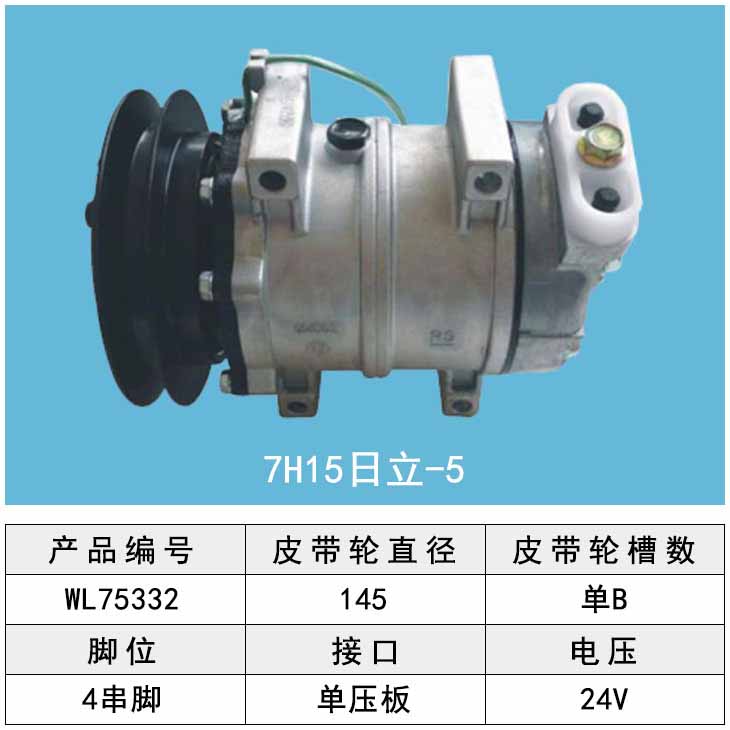 RS
7H15日立-5
产品编号 皮带轮直径 皮带轮槽数
WL75332 145 单B
脚位 接口 电压
4串脚 单压板 24V